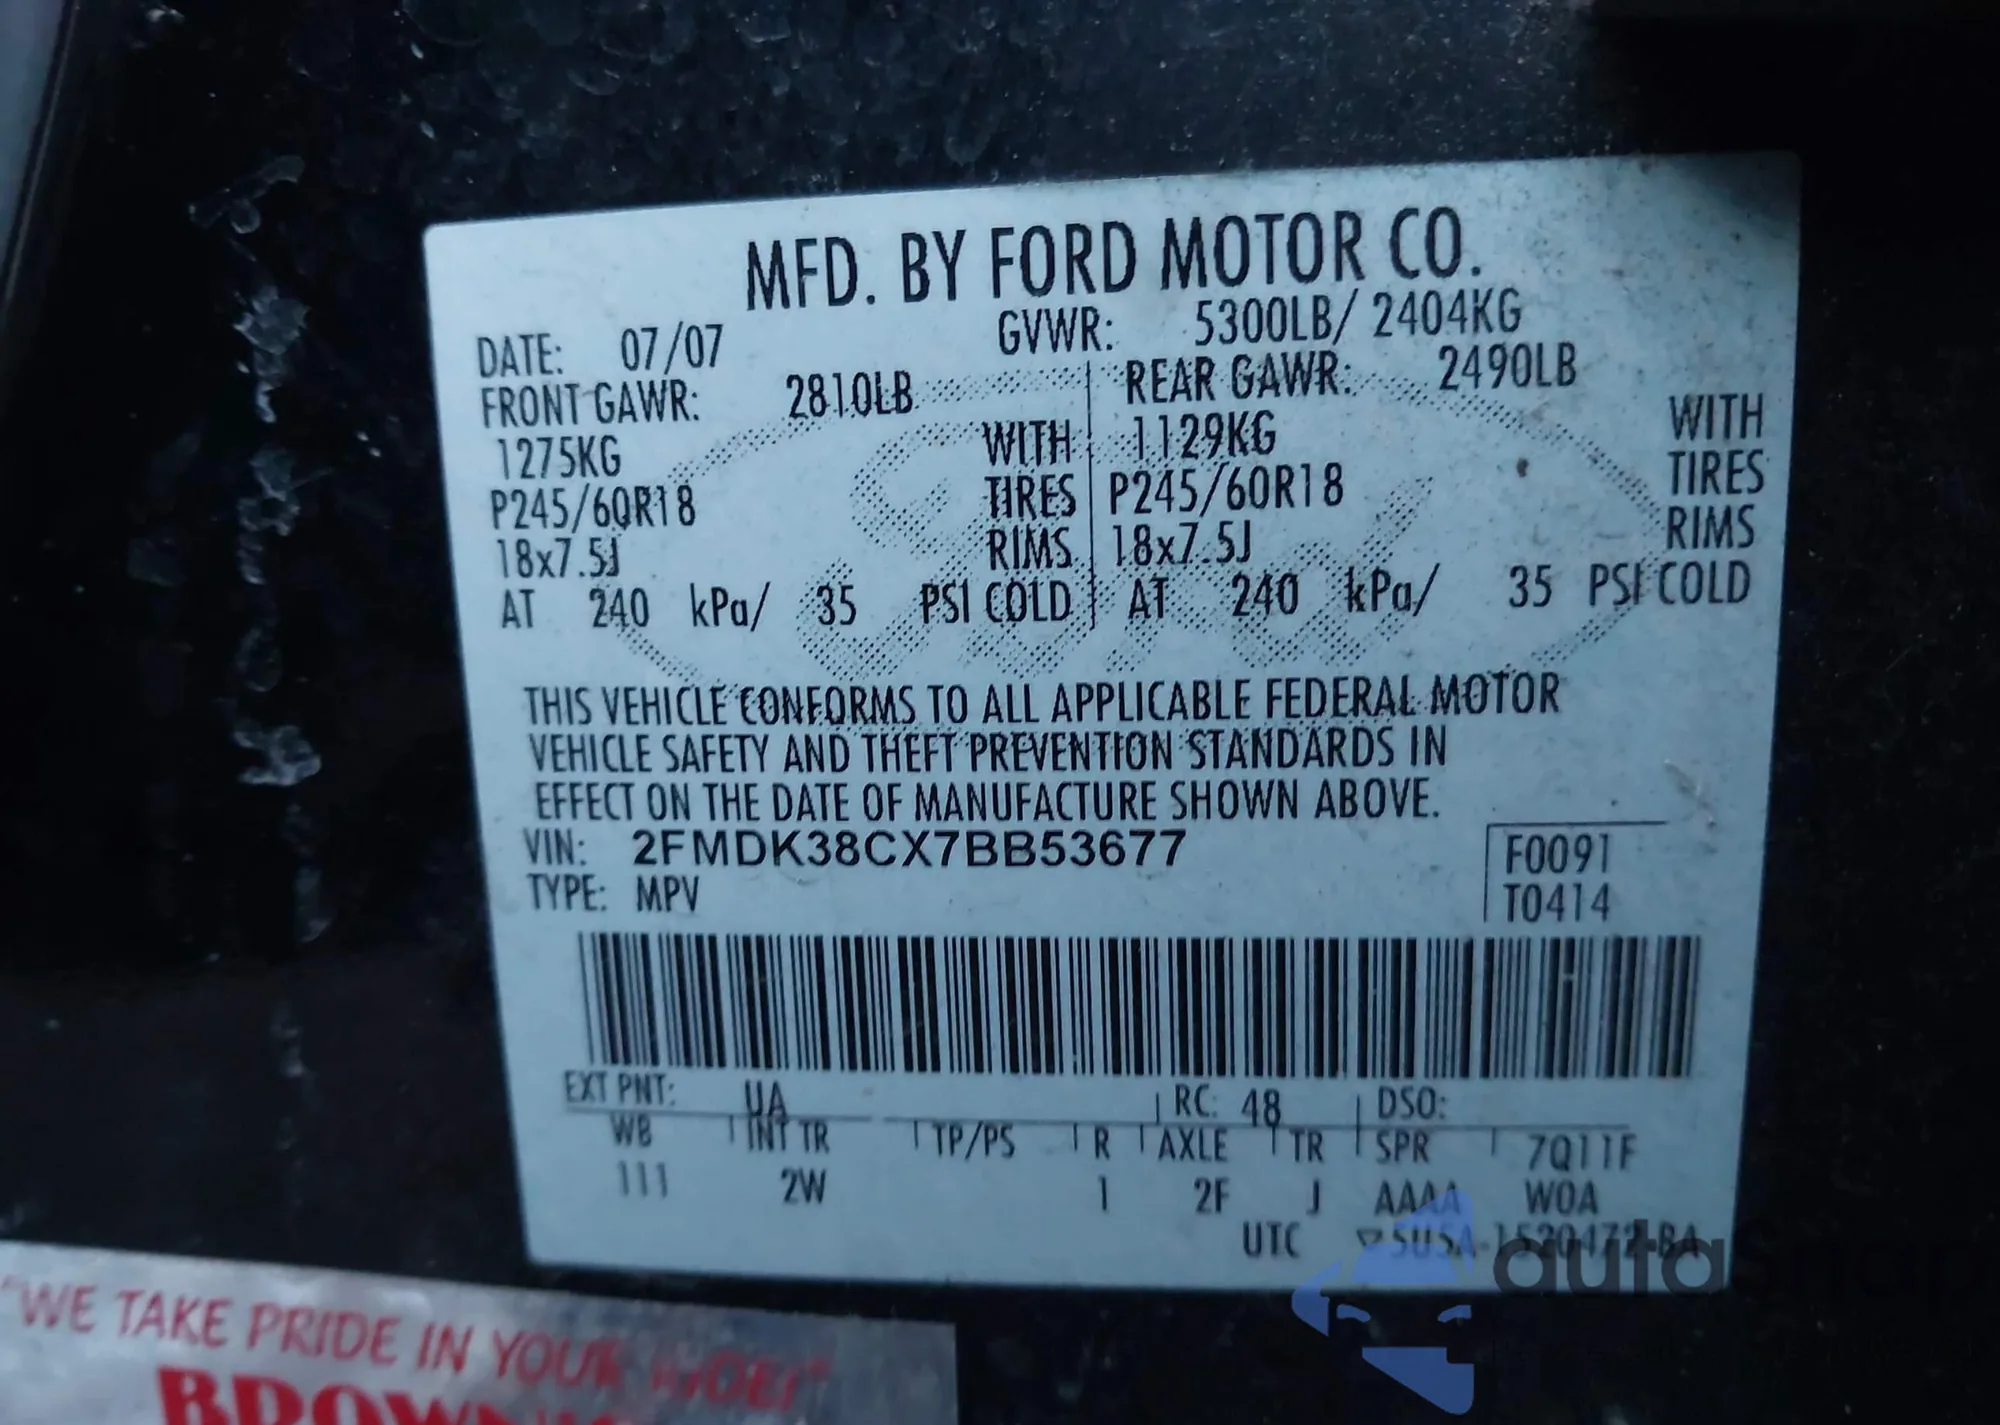 MFD. BY FORD MOTOR CO.
DATE: 07/07 GVWR: 5300LB/ 2404KG
FRONT GAWR: 2810LB REAR GAWR: 2490LB
1275KG WITH 1129KG WITH
P245/60R18 TIRES P245/60R18 TIRES
18x7.5J RIMS 18x7.5J RIMS
AT 240 kPa/ 35 PSI COLD AT 240 kPa/ 35 PSI COLD
THIS VEHICLE CONFORMS TO ALL APPLICABLE FEDERAL MOTOR
VEHICLE SAFETY AND THEFT PREVENTION STANDARDS IN
EFFECT ON THE DATE OF MANUFACTURE SHOWN ABOVE.
VIN: 2FMDK38CX7BB53677 F0091
TYPE: MPV T0414
EXT PNT: UA RC: 48 DSO:
WB INT TR TP/PS R AXLE TR SPR 7Q11F
111 2W 1 2F J AAAA WOA
UTC ▽5U5A-1520472-BA
"WE TAKE PRIDE IN YOUR